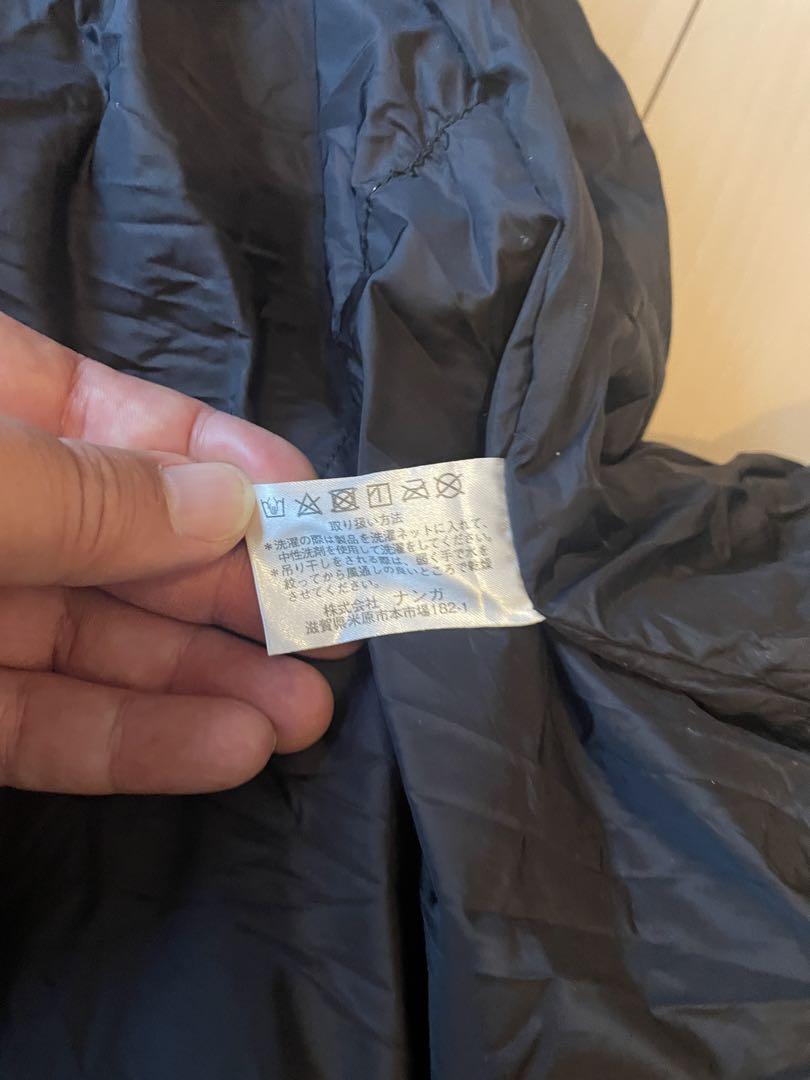 取り扱い方法
*洗濯の際は製品を洗濯ネットに入れて、
中性洗剤を使用して洗濯をしてください。
*吊り干しをされる際は、弱く手で水を
絞ってから風通しの良いところで乾燥
させてください。
株式会社 ナンガ
滋賀県米原市本市場182-1